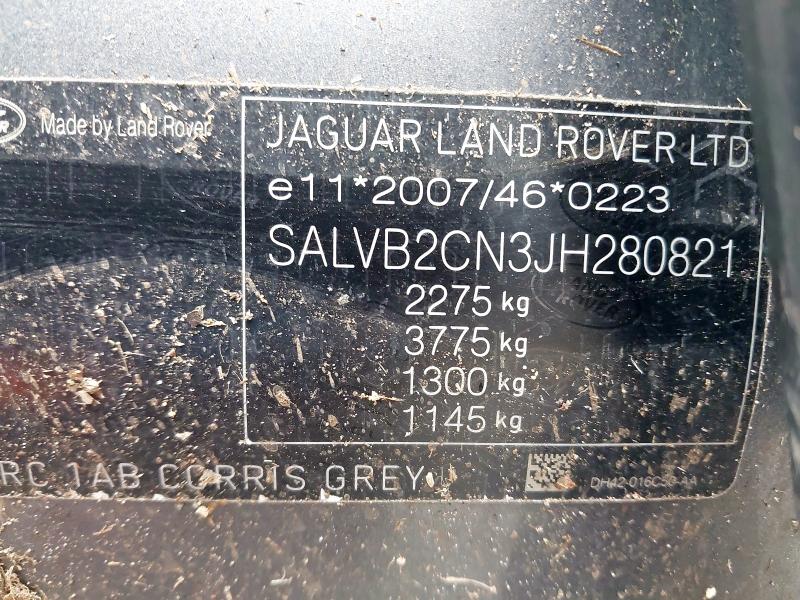 Made by Land Rover
JAGUAR LAND ROVER LTD
e11*2007/46*0223
SALVB2CN3JH280821
2275 kg
3775 kg
1300 kg
1145 kg
RC 1AB CORRIS GREY
DH42-016C50-AA